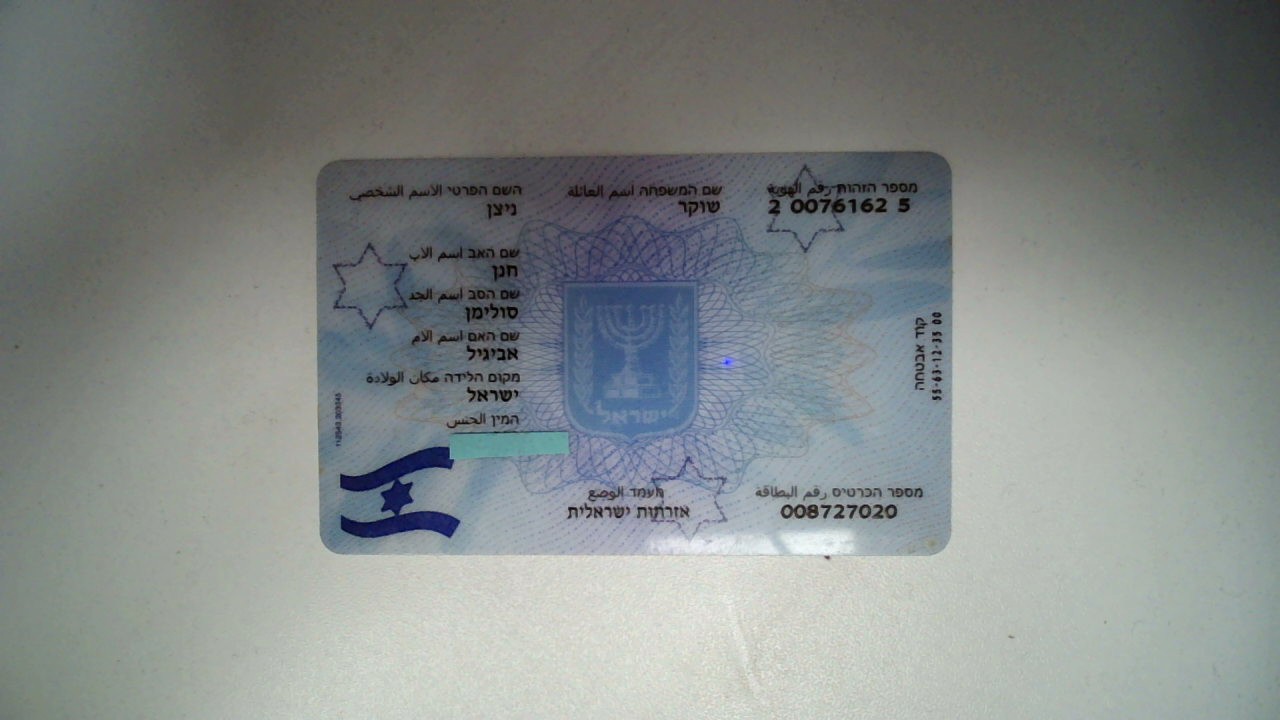 מספר הזהות رقم الهوية
2 0076162 5
שם המשפחה اسم العائلة
שוקר
השם הפרטי الاسم الشخصي
ניצן
שם האב اسم الاب
חנן
שם הסב اسم الجد
סולימן
שם האם اسم الام
אביגיל
מקום הלידה مكان الولادة
ישראל
המין الجنس
ישראל
קוד אבטחה
55-63-12-35 00
מעמד الوضع
אזרחות ישראלית
מספר הכרטיס رقم البطاقة
008727020